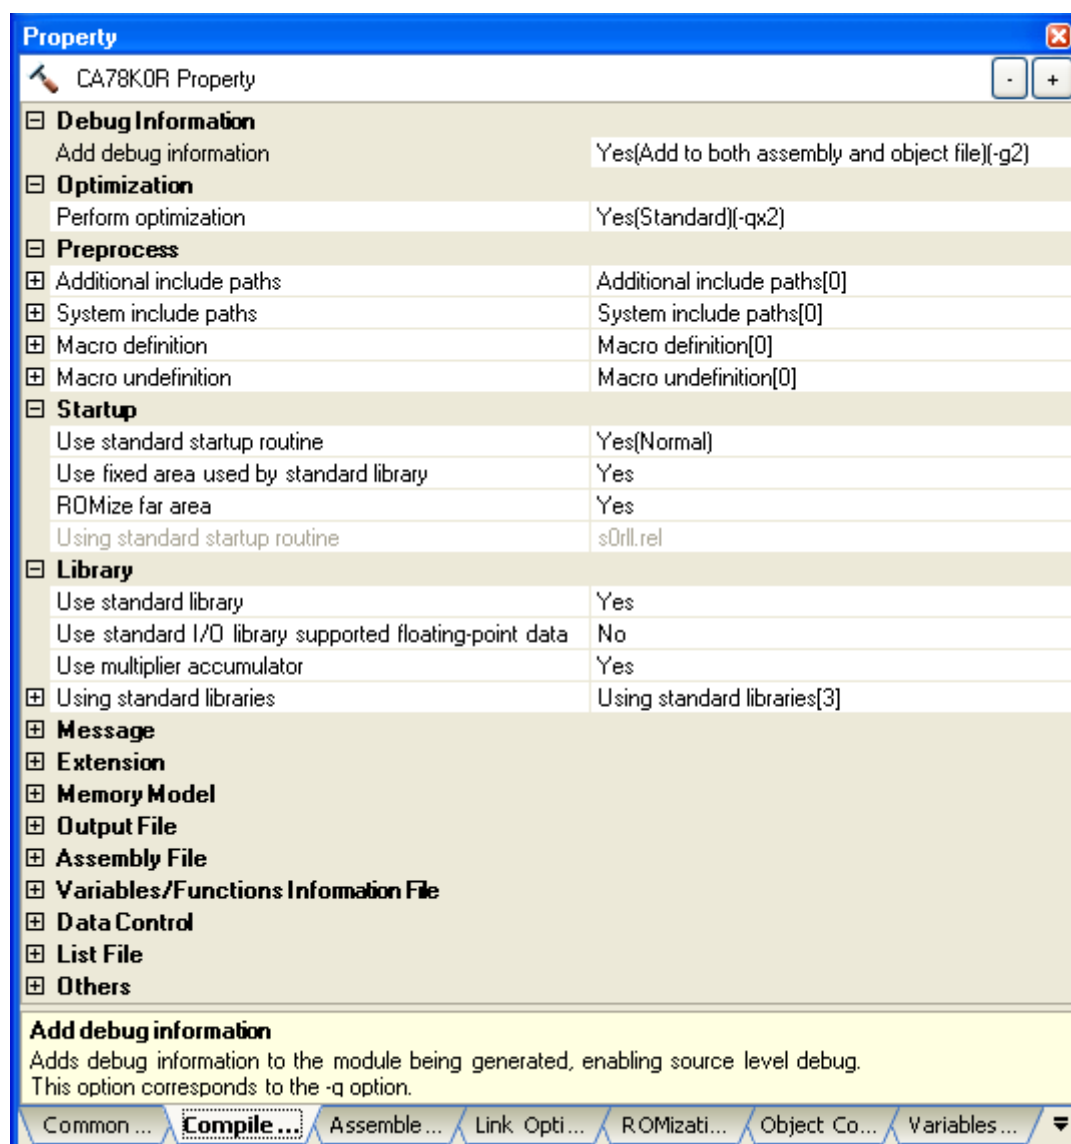 Property
CA78K0R Property
- +
Debug Information
Add debug information Yes(Add to both assembly and object file)(-g2)
Optimization
Perform optimization Yes(Standard)(-qx2)
Preprocess
Additional include paths Additional include paths[0]
System include paths System include paths[0]
Macro definition Macro definition[0]
Macro undefinition Macro undefinition[0]
Startup
Use standard startup routine Yes(Normal)
Use fixed area used by standard library Yes
ROMize far area Yes
Using standard startup routine s0rll.rel
Library
Use standard library Yes
Use standard I/O library supported floating-point data No
Use multiplier accumulator Yes
Using standard libraries Using standard libraries[3]
Message
Extension
Memory Model
Output File
Assembly File
Variables/Functions Information File
Data Control
List File
Others
Add debug information
Adds debug information to the module being generated, enabling source level debug.
This option corresponds to the -g option.
Common ... Compile ... Assemble ... Link Opti... ROMizati... Object Co... Variables ...